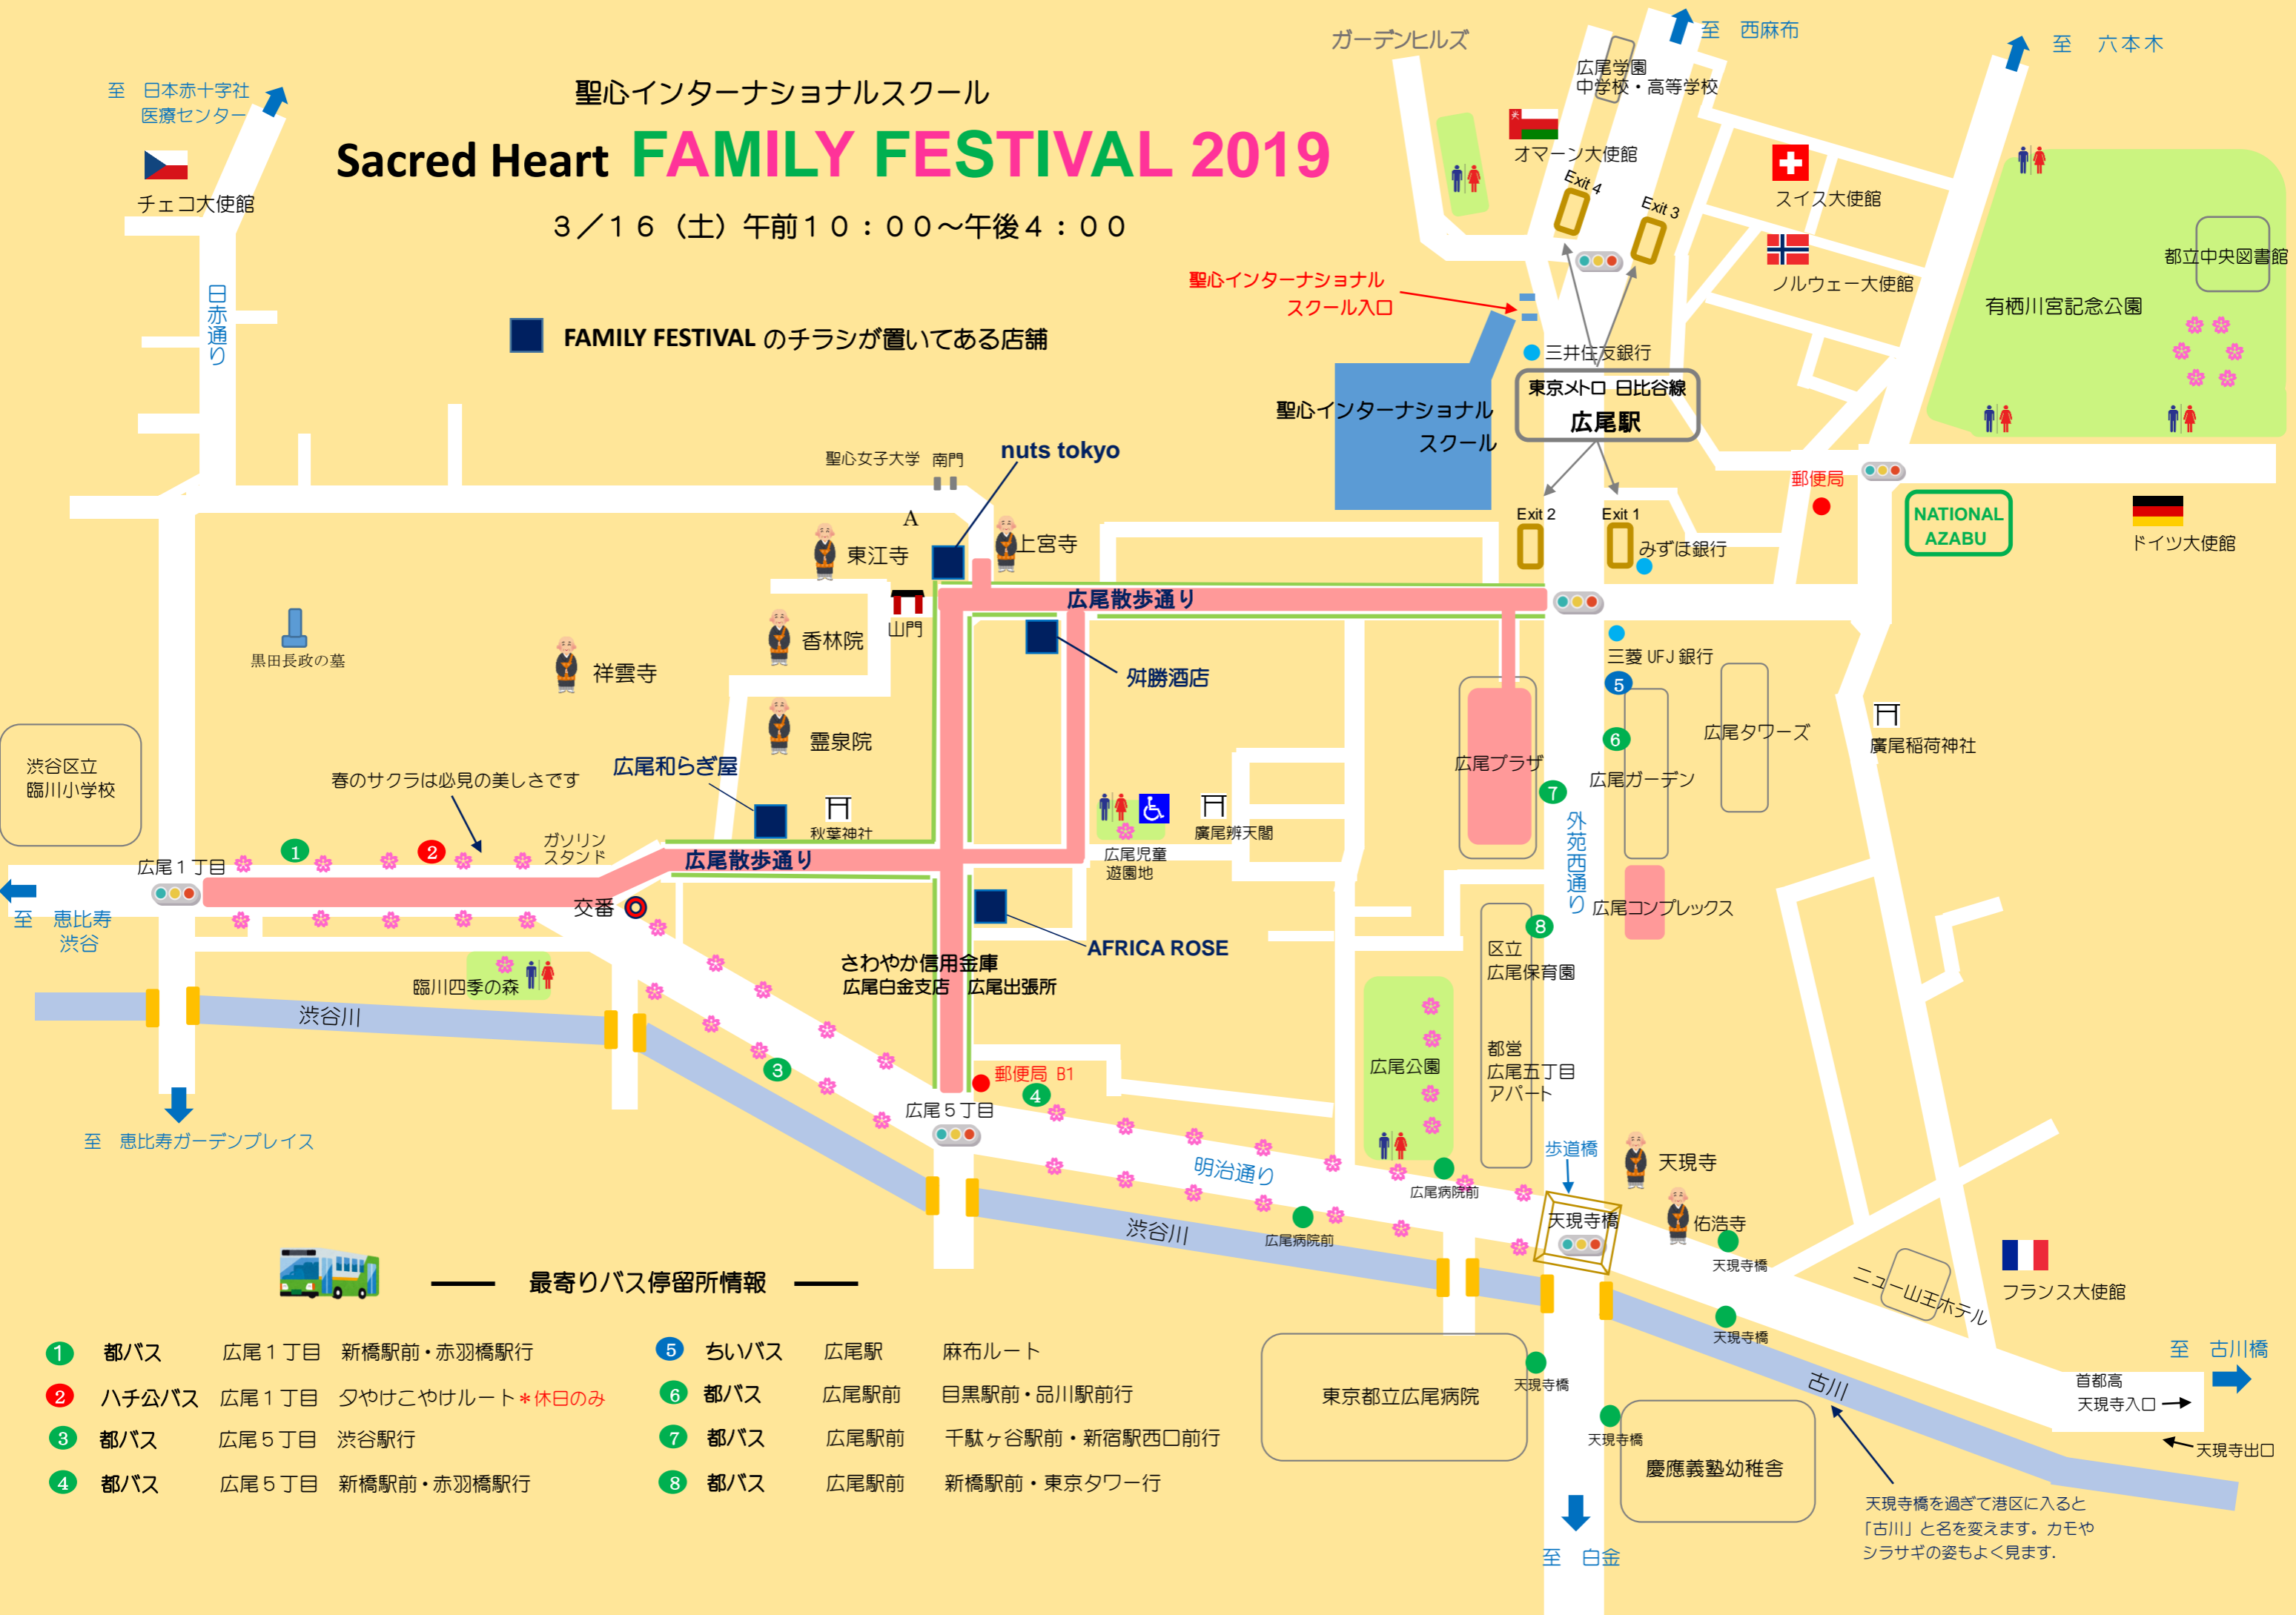 聖心インターナショナルスクール
Sacred Heart FAMILY FESTIVAL 2019
3/16(土)午前10:00～午後4:00
FAMILY FESTIVAL のチラシが置いてある店舗
至 日本赤十字社
医療センター
チェコ大使館
日赤通り
ガーデンヒルズ
至 西麻布
至 六本木
広尾学園
中学校・高等学校
オマーン大使館
Exit 4
Exit 3
スイス大使館
ノルウェー大使館
都立中央図書館
有栖川宮記念公園
聖心インターナショナル
スクール入口
三井住友銀行
東京メトロ 日比谷線
広尾駅
聖心インターナショナル
スクール
Exit 2
Exit 1
みずほ銀行
郵便局
NATIONAL
AZABU
ドイツ大使館
聖心女子大学 南門
nuts tokyo
A
東江寺
上宮寺
広尾散歩通り
山門
香林院
祥雲寺
黒田長政の墓
舛勝酒店
霊泉院
三菱UFJ銀行
5
6
広尾タワーズ
廣尾稲荷神社
広尾プラザ
広尾ガーデン
7
外苑西通り
渋谷区立
臨川小学校
春のサクラは必見の美しさです
広尾和らぎ屋
秋葉神社
廣尾辨天閣
広尾児童
遊園地
1
2
ガソリン
スタンド
広尾1丁目
広尾散歩通り
交番
至 恵比寿
渋谷
広尾コンプレックス
8
AFRICA ROSE
区立
広尾保育園
さわやか信用金庫
広尾白金支店 広尾出張所
臨川四季の森
渋谷川
3
郵便局 B1
4
広尾5丁目
広尾公園
都営
広尾五丁目
アパート
至 恵比寿ガーデンプレイス
明治通り
歩道橋
天現寺
広尾病院前
天現寺橋
佑浩寺
渋谷川
広尾病院前
天現寺橋
天現寺橋
ニュー山王ホテル
フランス大使館
至 古川橋
首都高
天現寺入口
天現寺出口
古川
天現寺橋
天現寺橋
東京都立広尾病院
慶應義塾幼稚舎
至 白金
天現寺橋を過ぎて港区に入ると
「古川」と名を変えます。カモや
シラサギの姿もよく見ます.
最寄りバス停留所情報
1 都バス 広尾1丁目 新橋駅前・赤羽橋駅行
2 ハチ公バス 広尾1丁目 夕やけこやけルート＊休日のみ
3 都バス 広尾5丁目 渋谷駅行
4 都バス 広尾5丁目 新橋駅前・赤羽橋駅行
5 ちいバス 広尾駅 麻布ルート
6 都バス 広尾駅前 目黒駅前・品川駅前行
7 都バス 広尾駅前 千駄ヶ谷駅前・新宿駅西口前行
8 都バス 広尾駅前 新橋駅前・東京タワー行